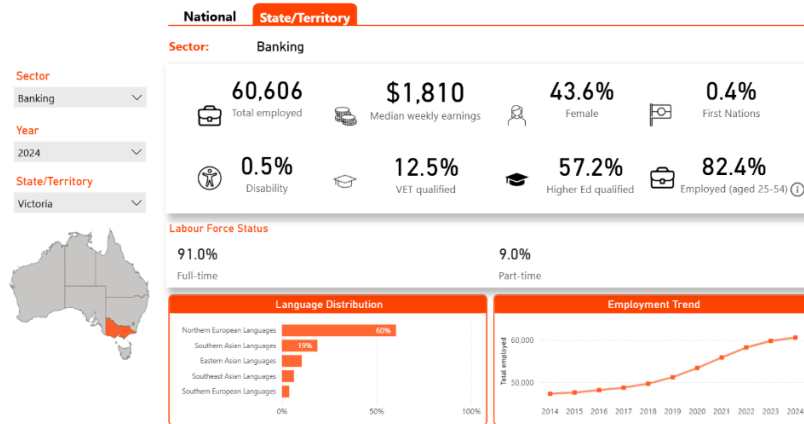 National State/Territory
Sector: Banking
Sector
Banking
Year
2024
State/Territory
Victoria
60,606
Total employed
$1,810
Median weekly earnings
43.6%
Female
0.4%
First Nations
0.5%
Disability
12.5%
VET qualified
57.2%
Higher Ed qualified
82.4%
Employed (aged 25-54)
Labour Force Status
91.0%
Full-time
9.0%
Part-time
Language Distribution
Northern European Languages 60%
Southern Asian Languages 19%
Eastern Asian Languages
Southeast Asian Languages
Southern European Languages
0% 50% 100%
Employment Trend
Total employed
60,000
50,000
2014 2015 2016 2017 2018 2019 2020 2021 2022 2023 2024